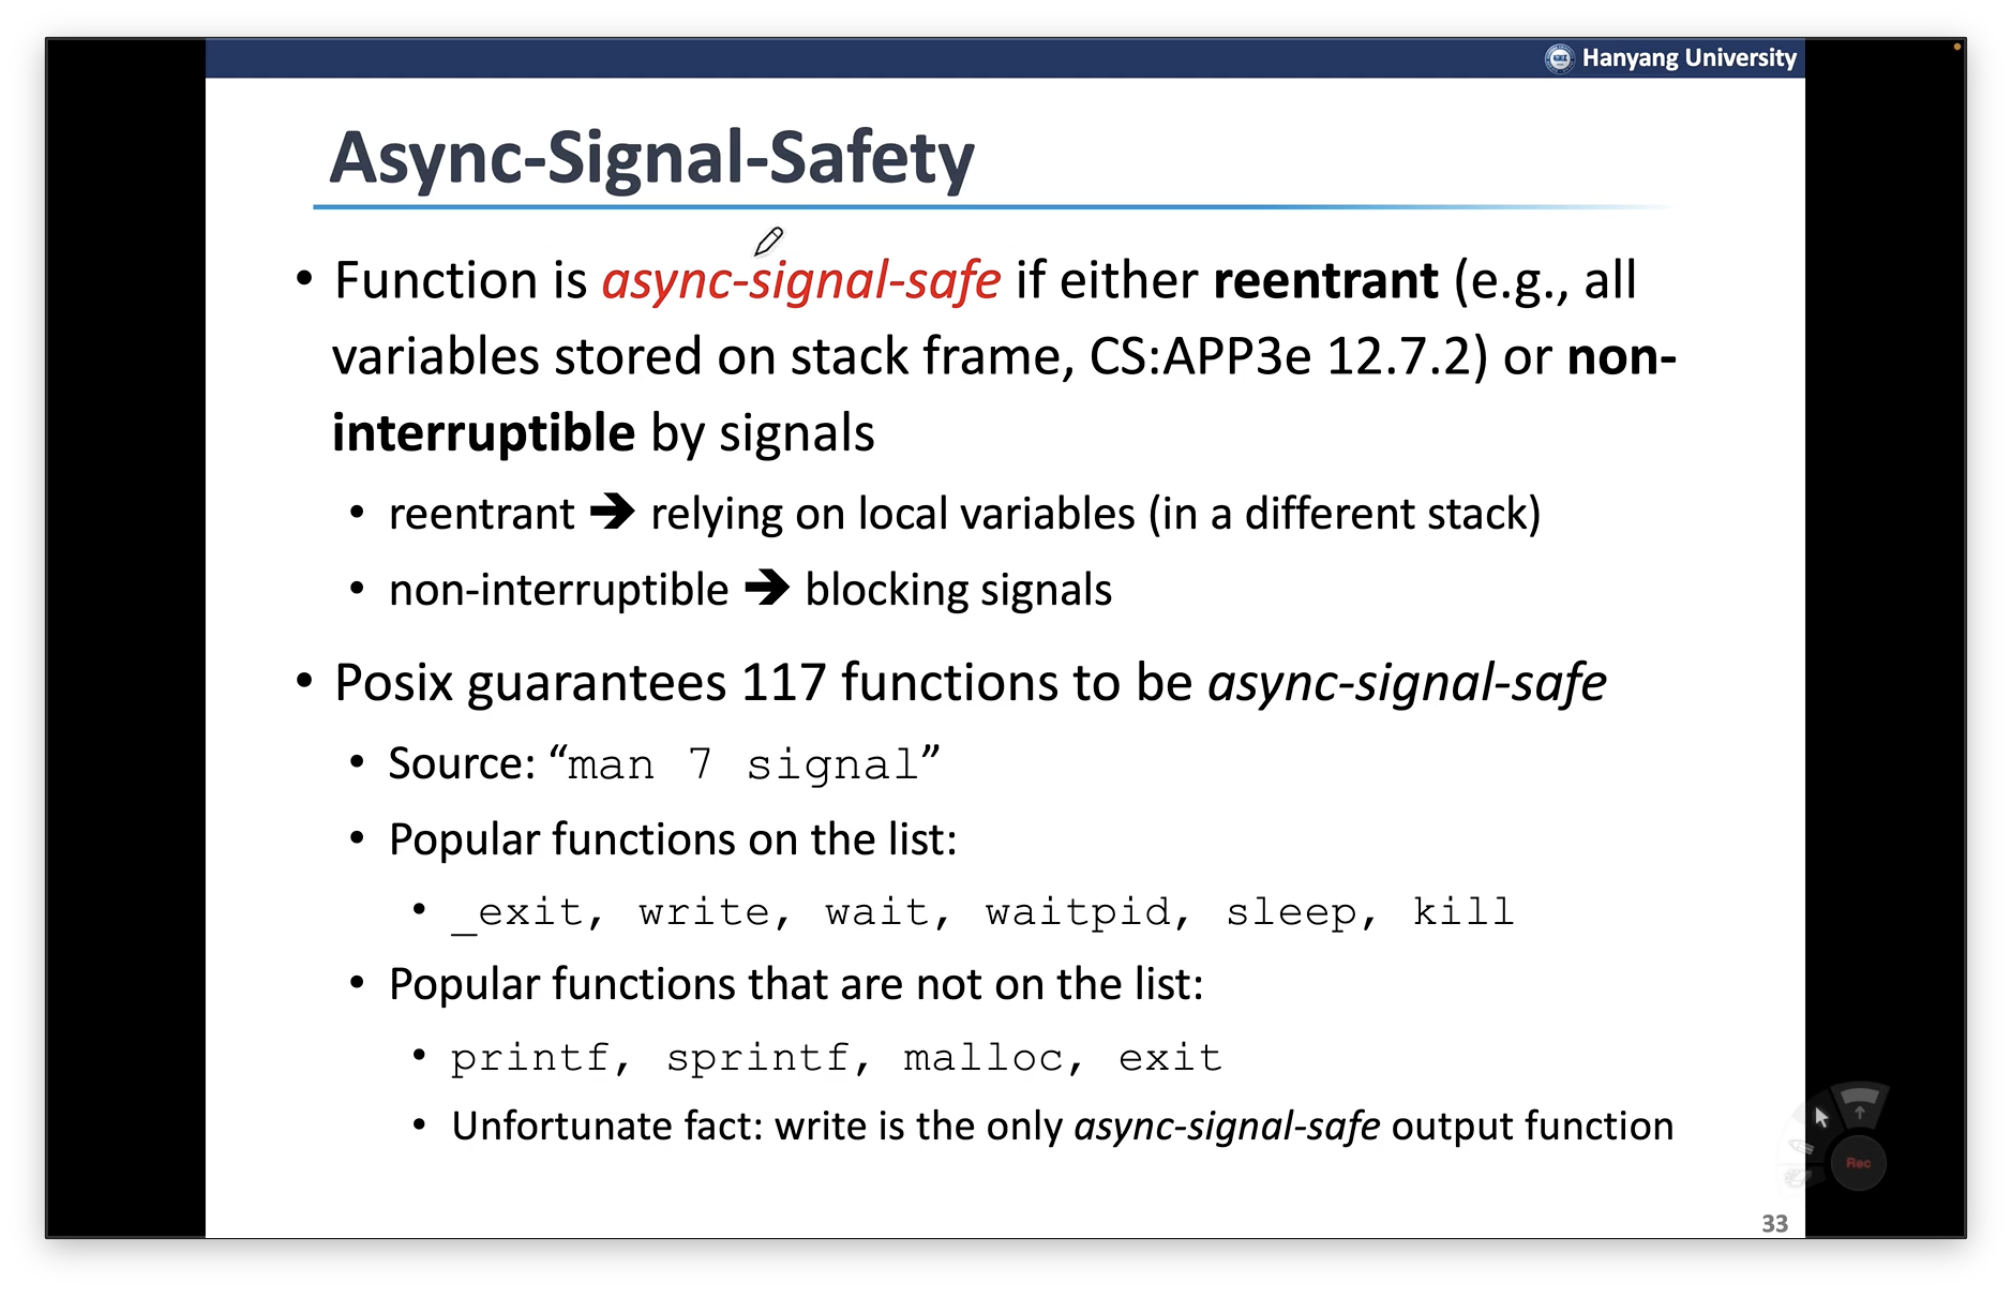 Hanyang University
Async-Signal-Safety
• Function is async-signal-safe if either reentrant (e.g., all
variables stored on stack frame, CS:APP3e 12.7.2) or non-
interruptible by signals
• reentrant ➔ relying on local variables (in a different stack)
• non-interruptible ➔ blocking signals
• Posix guarantees 117 functions to be async-signal-safe
• Source: “man 7 signal”
• Popular functions on the list:
• _exit, write, wait, waitpid, sleep, kill
• Popular functions that are not on the list:
• printf, sprintf, malloc, exit
• Unfortunate fact: write is the only async-signal-safe output function
Rec
33